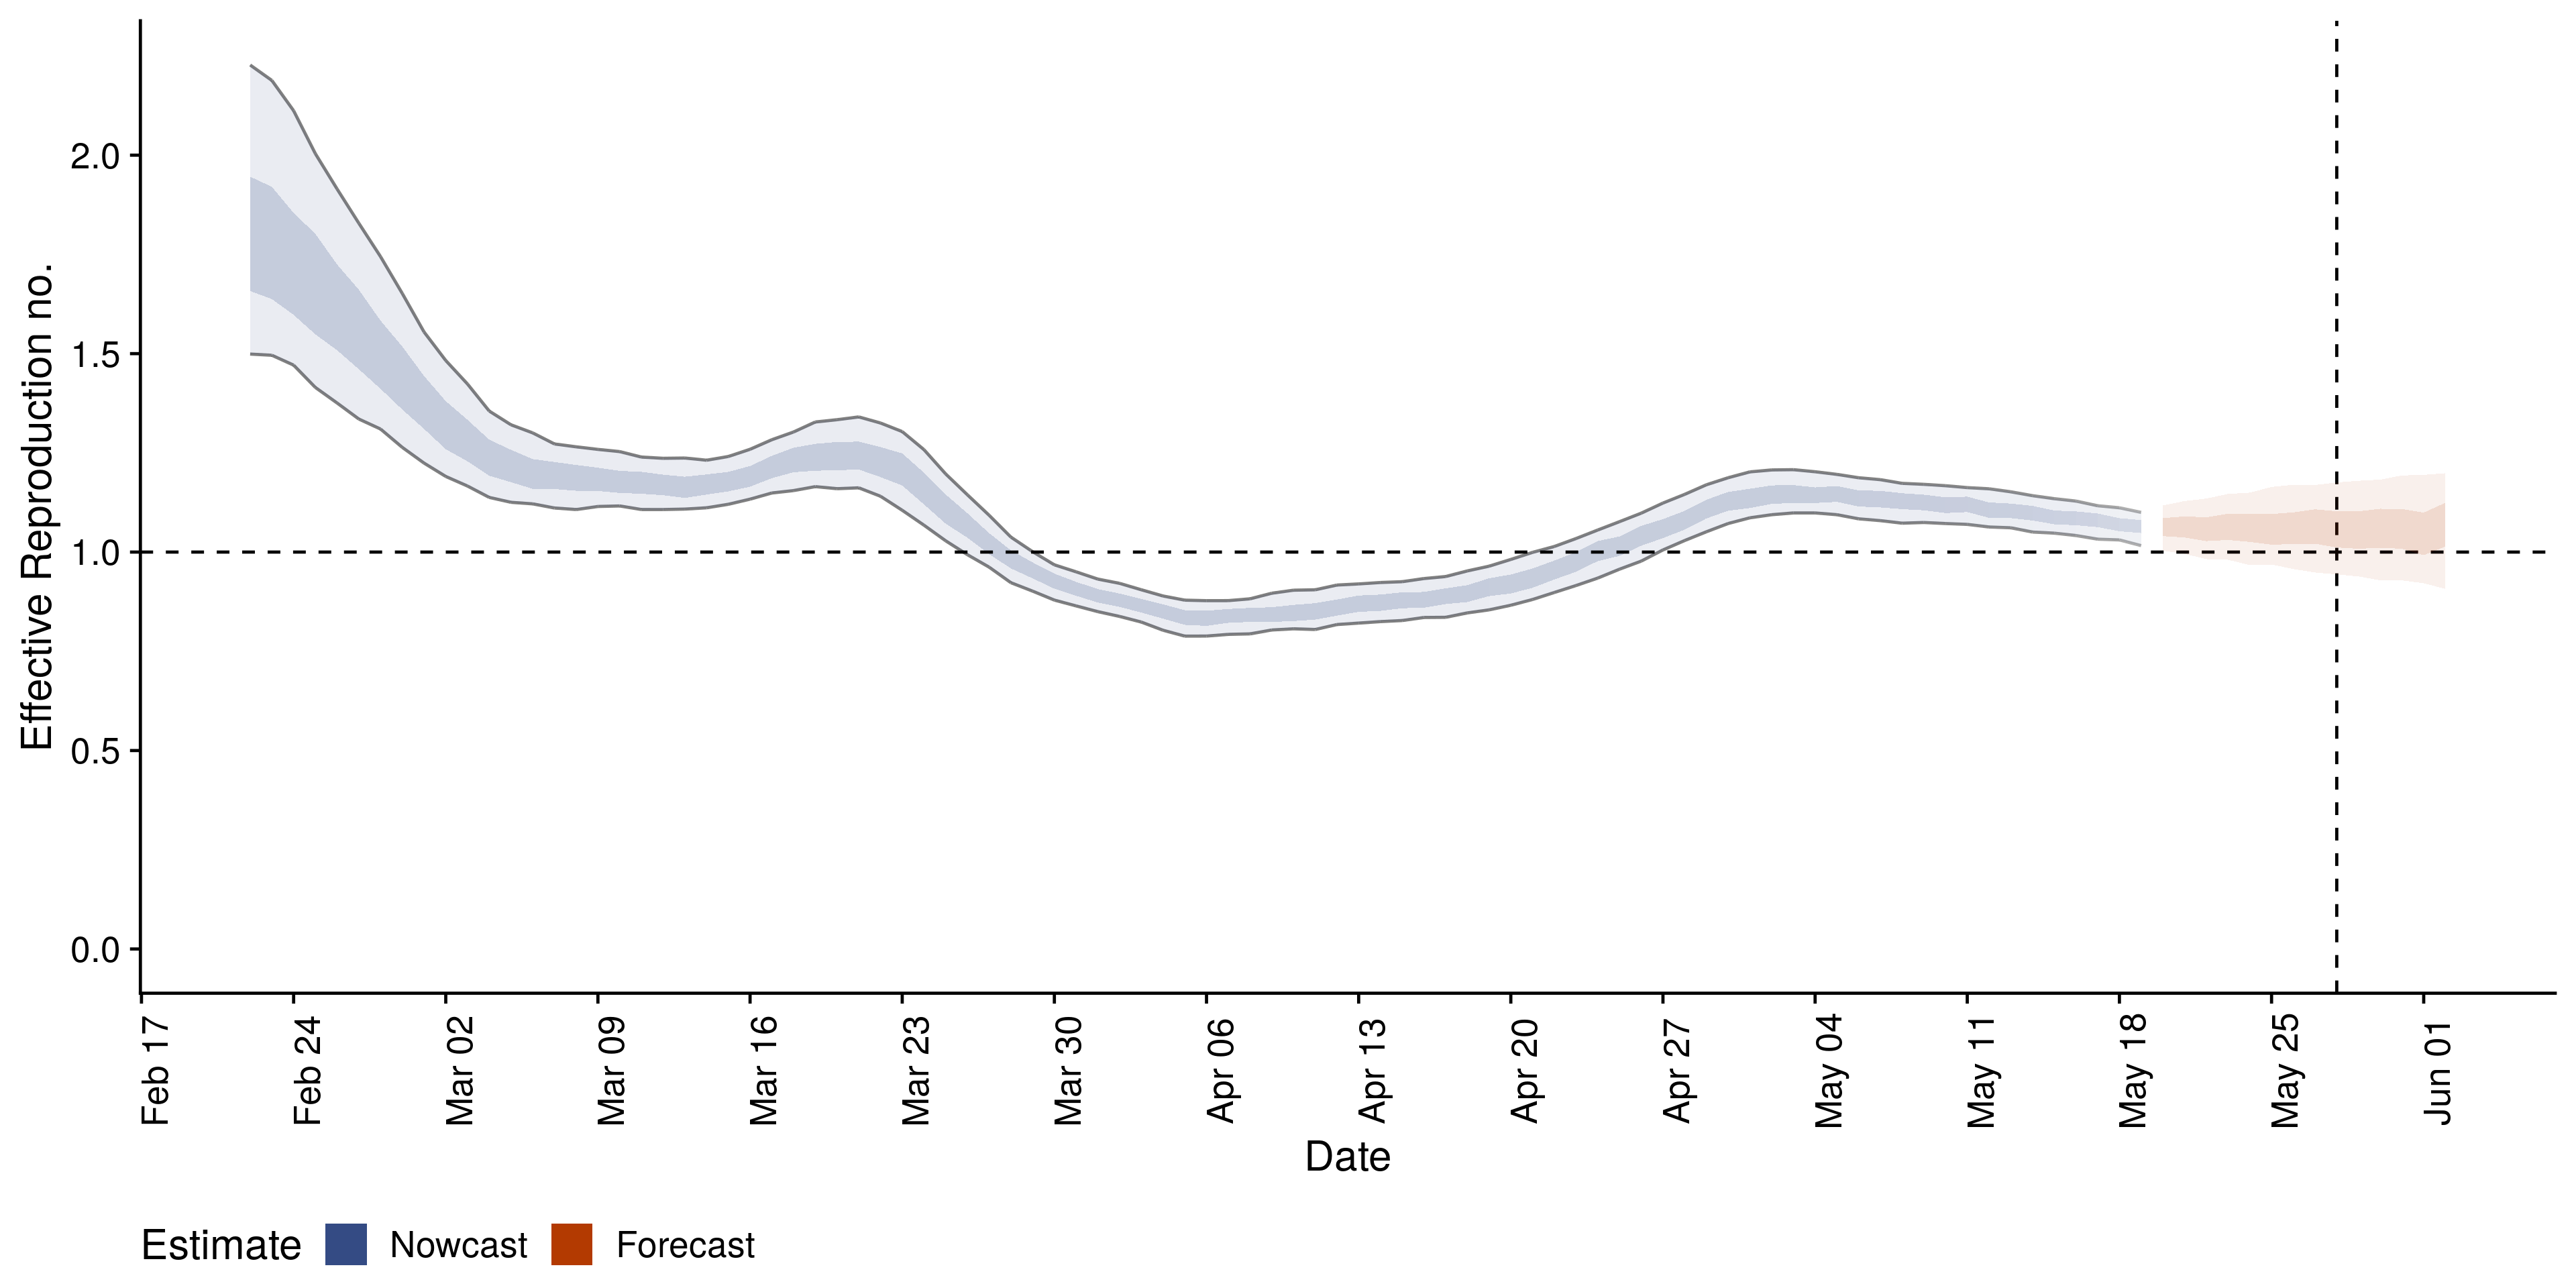 Effective Reproduction no.
2.0
1.5
1.0
0.5
0.0
Feb 17
Feb 24
Mar 02
Mar 09
Mar 16
Mar 23
Mar 30
Apr 06
Apr 13
Apr 20
Apr 27
May 04
May 11
May 18
May 25
Jun 01
Date
Estimate Nowcast Forecast